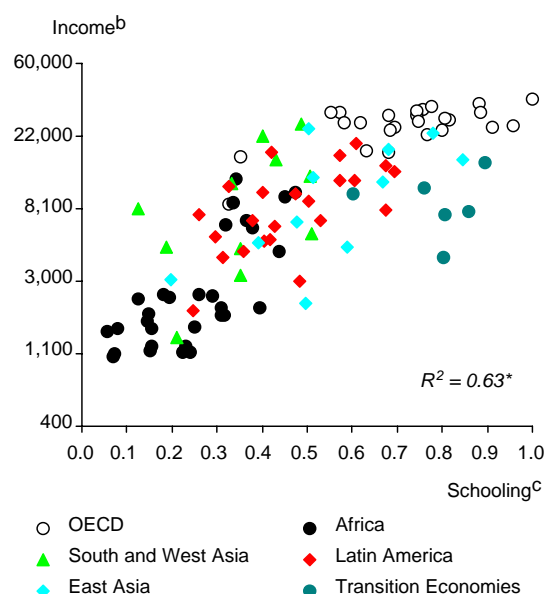 Income^b
60,000
22,000
8,100
3,000
1,100
400
R² = 0.63*
0.0 0.1 0.2 0.3 0.4 0.5 0.6 0.7 0.8 0.9 1.0
Schooling^c
OECD Africa
South and West Asia Latin America
East Asia Transition Economies